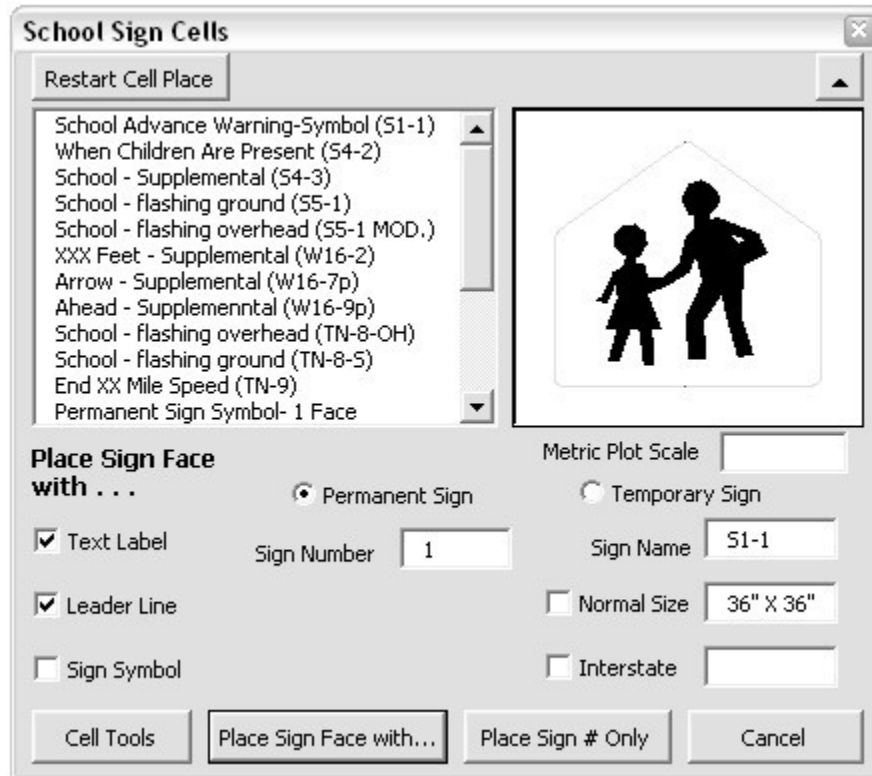 School Sign Cells
Restart Cell Place
School Advance Warning-Symbol (S1-1)
When Children Are Present (S4-2)
School - Supplemental (S4-3)
School - flashing ground (S5-1)
School - flashing overhead (S5-1 MOD.)
XXX Feet - Supplemental (W16-2)
Arrow - Supplemental (W16-7p)
Ahead - Supplemenntal (W16-9p)
School - flashing overhead (TN-8-OH)
School - flashing ground (TN-8-S)
End XX Mile Speed (TN-9)
Permanent Sign Symbol- 1 Face
Metric Plot Scale
Place Sign Face
with . . .
Permanent Sign
Temporary Sign
Text Label
Sign Number 1
Sign Name S1-1
Leader Line
Normal Size 36" X 36"
Sign Symbol
Interstate
Cell Tools
Place Sign Face with...
Place Sign # Only
Cancel